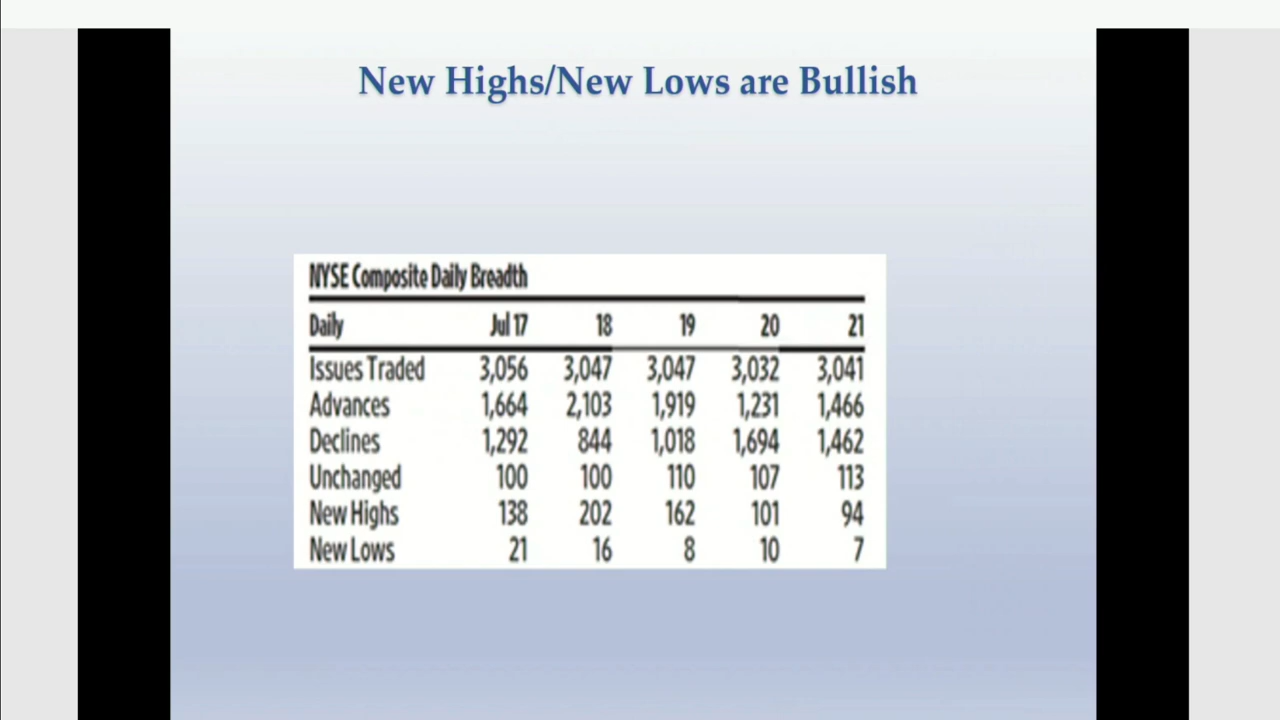 New Highs/New Lows are Bullish
NYSE Composite Daily Breadth
Daily Jul 17 18 19 20 21
Issues Traded 3,056 3,047 3,047 3,032 3,041
Advances 1,664 2,103 1,919 1,231 1,466
Declines 1,292 844 1,018 1,694 1,462
Unchanged 100 100 110 107 113
New Highs 138 202 162 101 94
New Lows 21 16 8 10 7